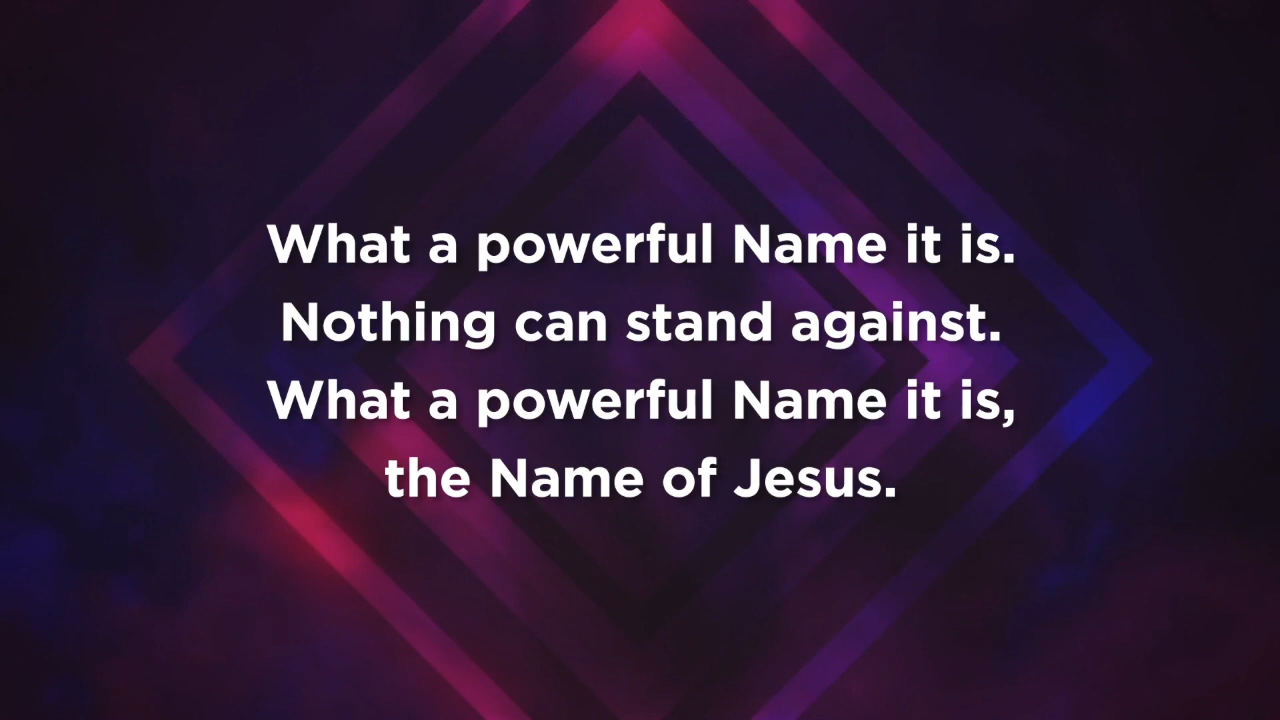 What a powerful Name it is.
Nothing can stand against.
What a powerful Name it is,
the Name of Jesus.